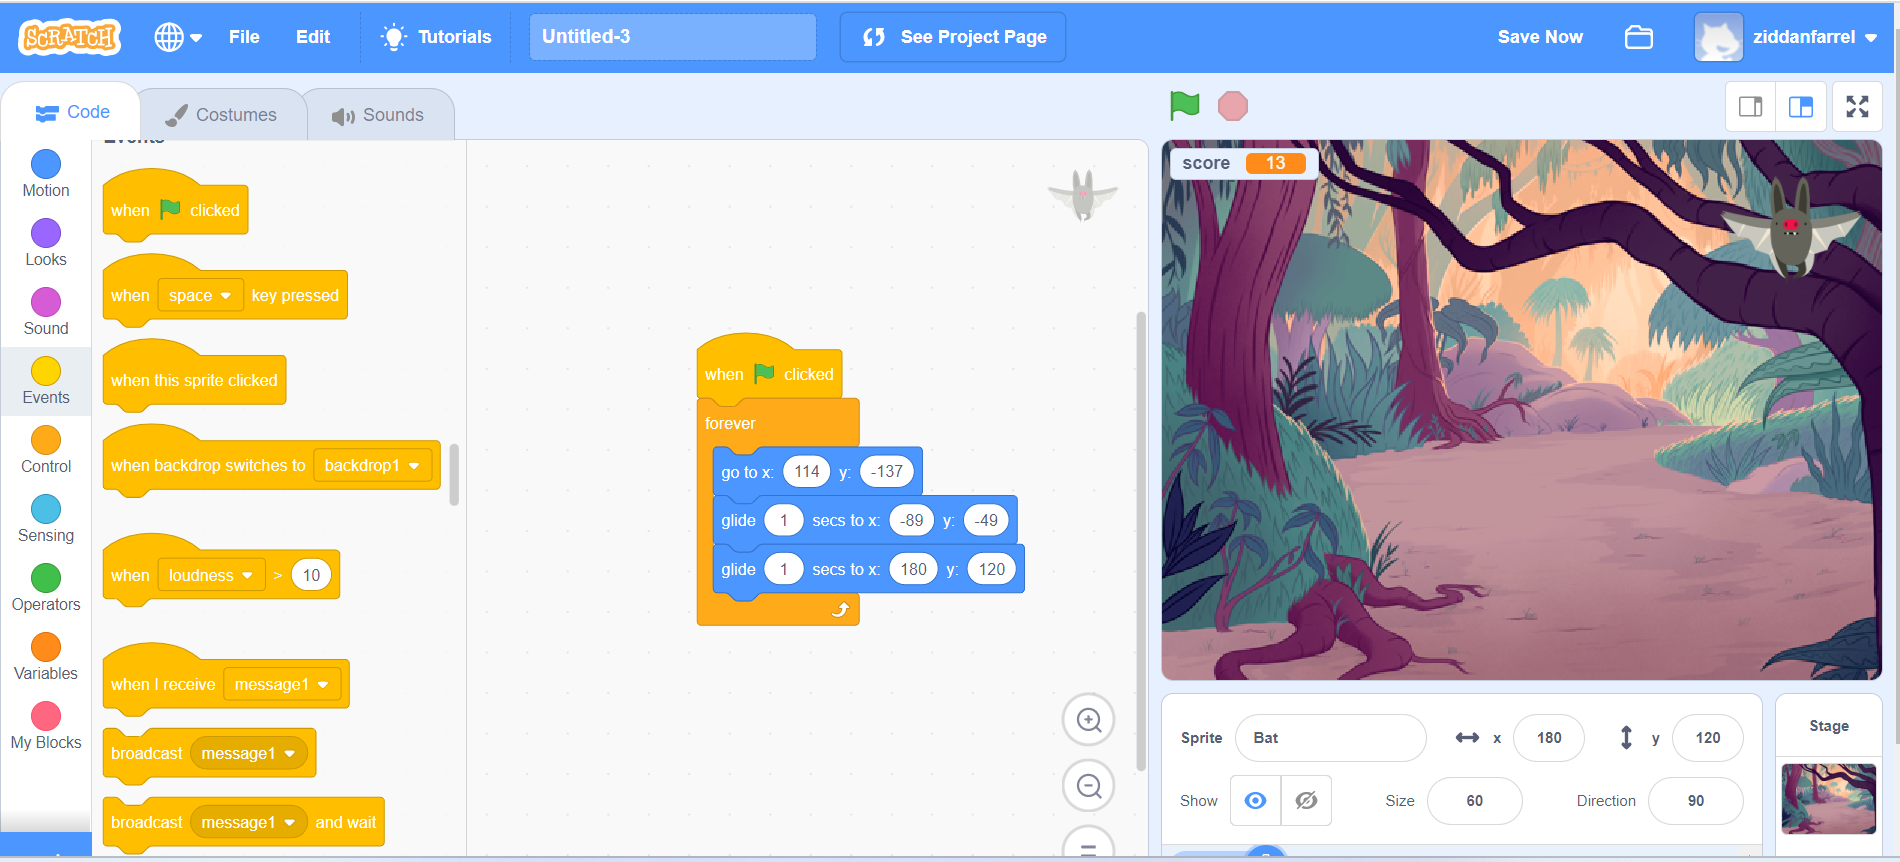 SCRATCH File Edit Tutorials Untitled-3 See Project Page Save Now ziddanfarrel
Code Costumes Sounds
Motion
Looks
Sound
Events
Control
Sensing
Operators
Variables
My Blocks
Events
when clicked
when space key pressed
when this sprite clicked
when backdrop switches to backdrop1
when loudness > 10
when I receive message1
broadcast message1
broadcast message1 and wait
when clicked
forever
go to x: 114 y: -137
glide 1 secs to x: -89 y: -49
glide 1 secs to x: 180 y: 120
score 13
Sprite Bat x 180 y 120
Show Size 60 Direction 90
Stage